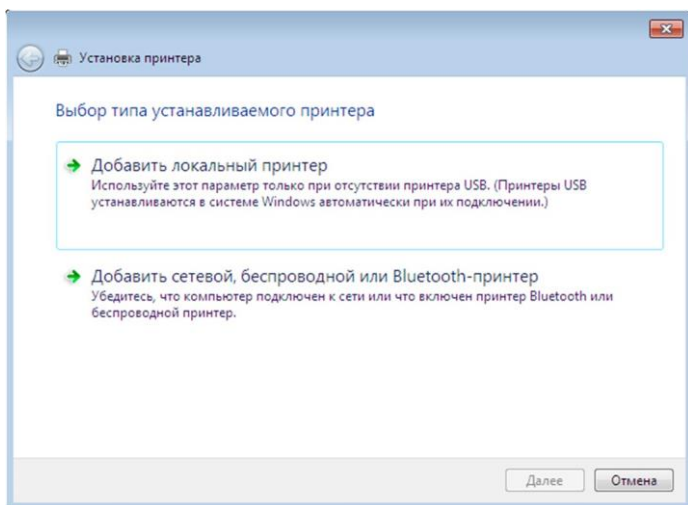 Установка принтера
Выбор типа устанавливаемого принтера
Добавить локальный принтер
Используйте этот параметр только при отсутствии принтера USB. (Принтеры USB
устанавливаются в системе Windows автоматически при их подключении.)
Добавить сетевой, беспроводной или Bluetooth-принтер
Убедитесь, что компьютер подключен к сети или что включен принтер Bluetooth или
беспроводной принтер.
Далее
Отмена